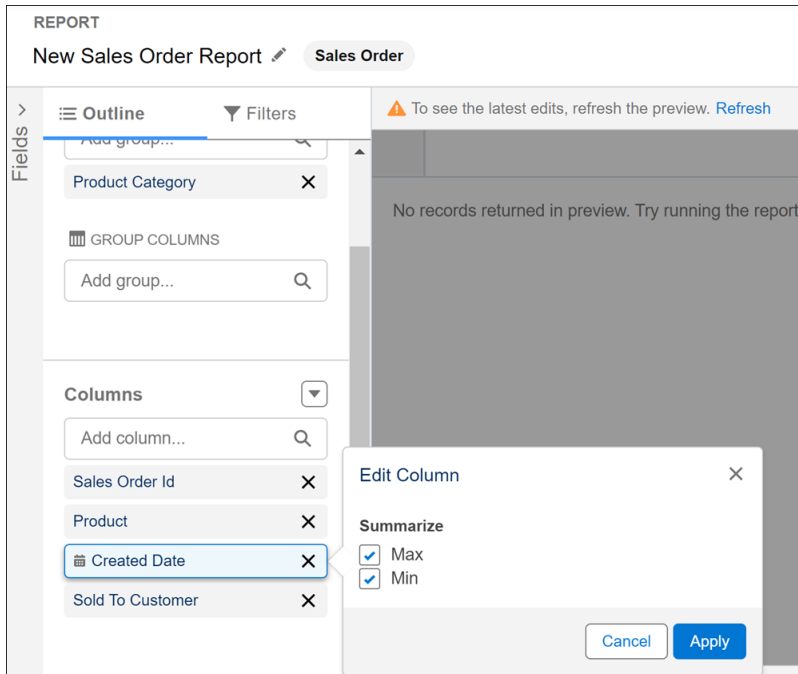 REPORT
New Sales Order Report
Sales Order
Fields
Outline
Filters
To see the latest edits, refresh the preview. Refresh
Add group...
Product Category
No records returned in preview. Try running the report
GROUP COLUMNS
Add group...
Columns
Add column...
Sales Order Id
Product
Created Date
Sold To Customer
Edit Column
Summarize
Max
Min
Cancel
Apply